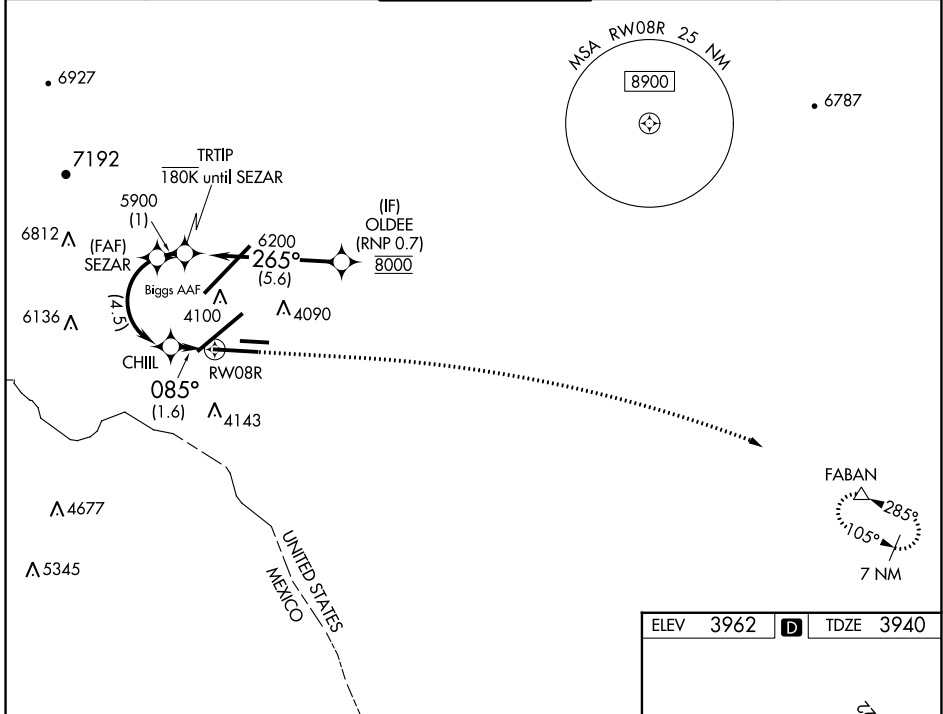 MSA RW08R 25 NM
8900
6927
6787
7192
TRTIP
180K until SEZAR
5900
(1)
(IF)
OLDEE
(RNP 0.7)
8000
6812
(FAF)
SEZAR
6200
265°
(5.6)
Biggs AAF
(4.5)
4100
4090
6136
CHIIL
RW08R
085°
(1.6)
4143
FABAN
285°
105°
7 NM
4677
5345
UNITED STATES
MEXICO
ELEV 3962 D TDZE 3940
22